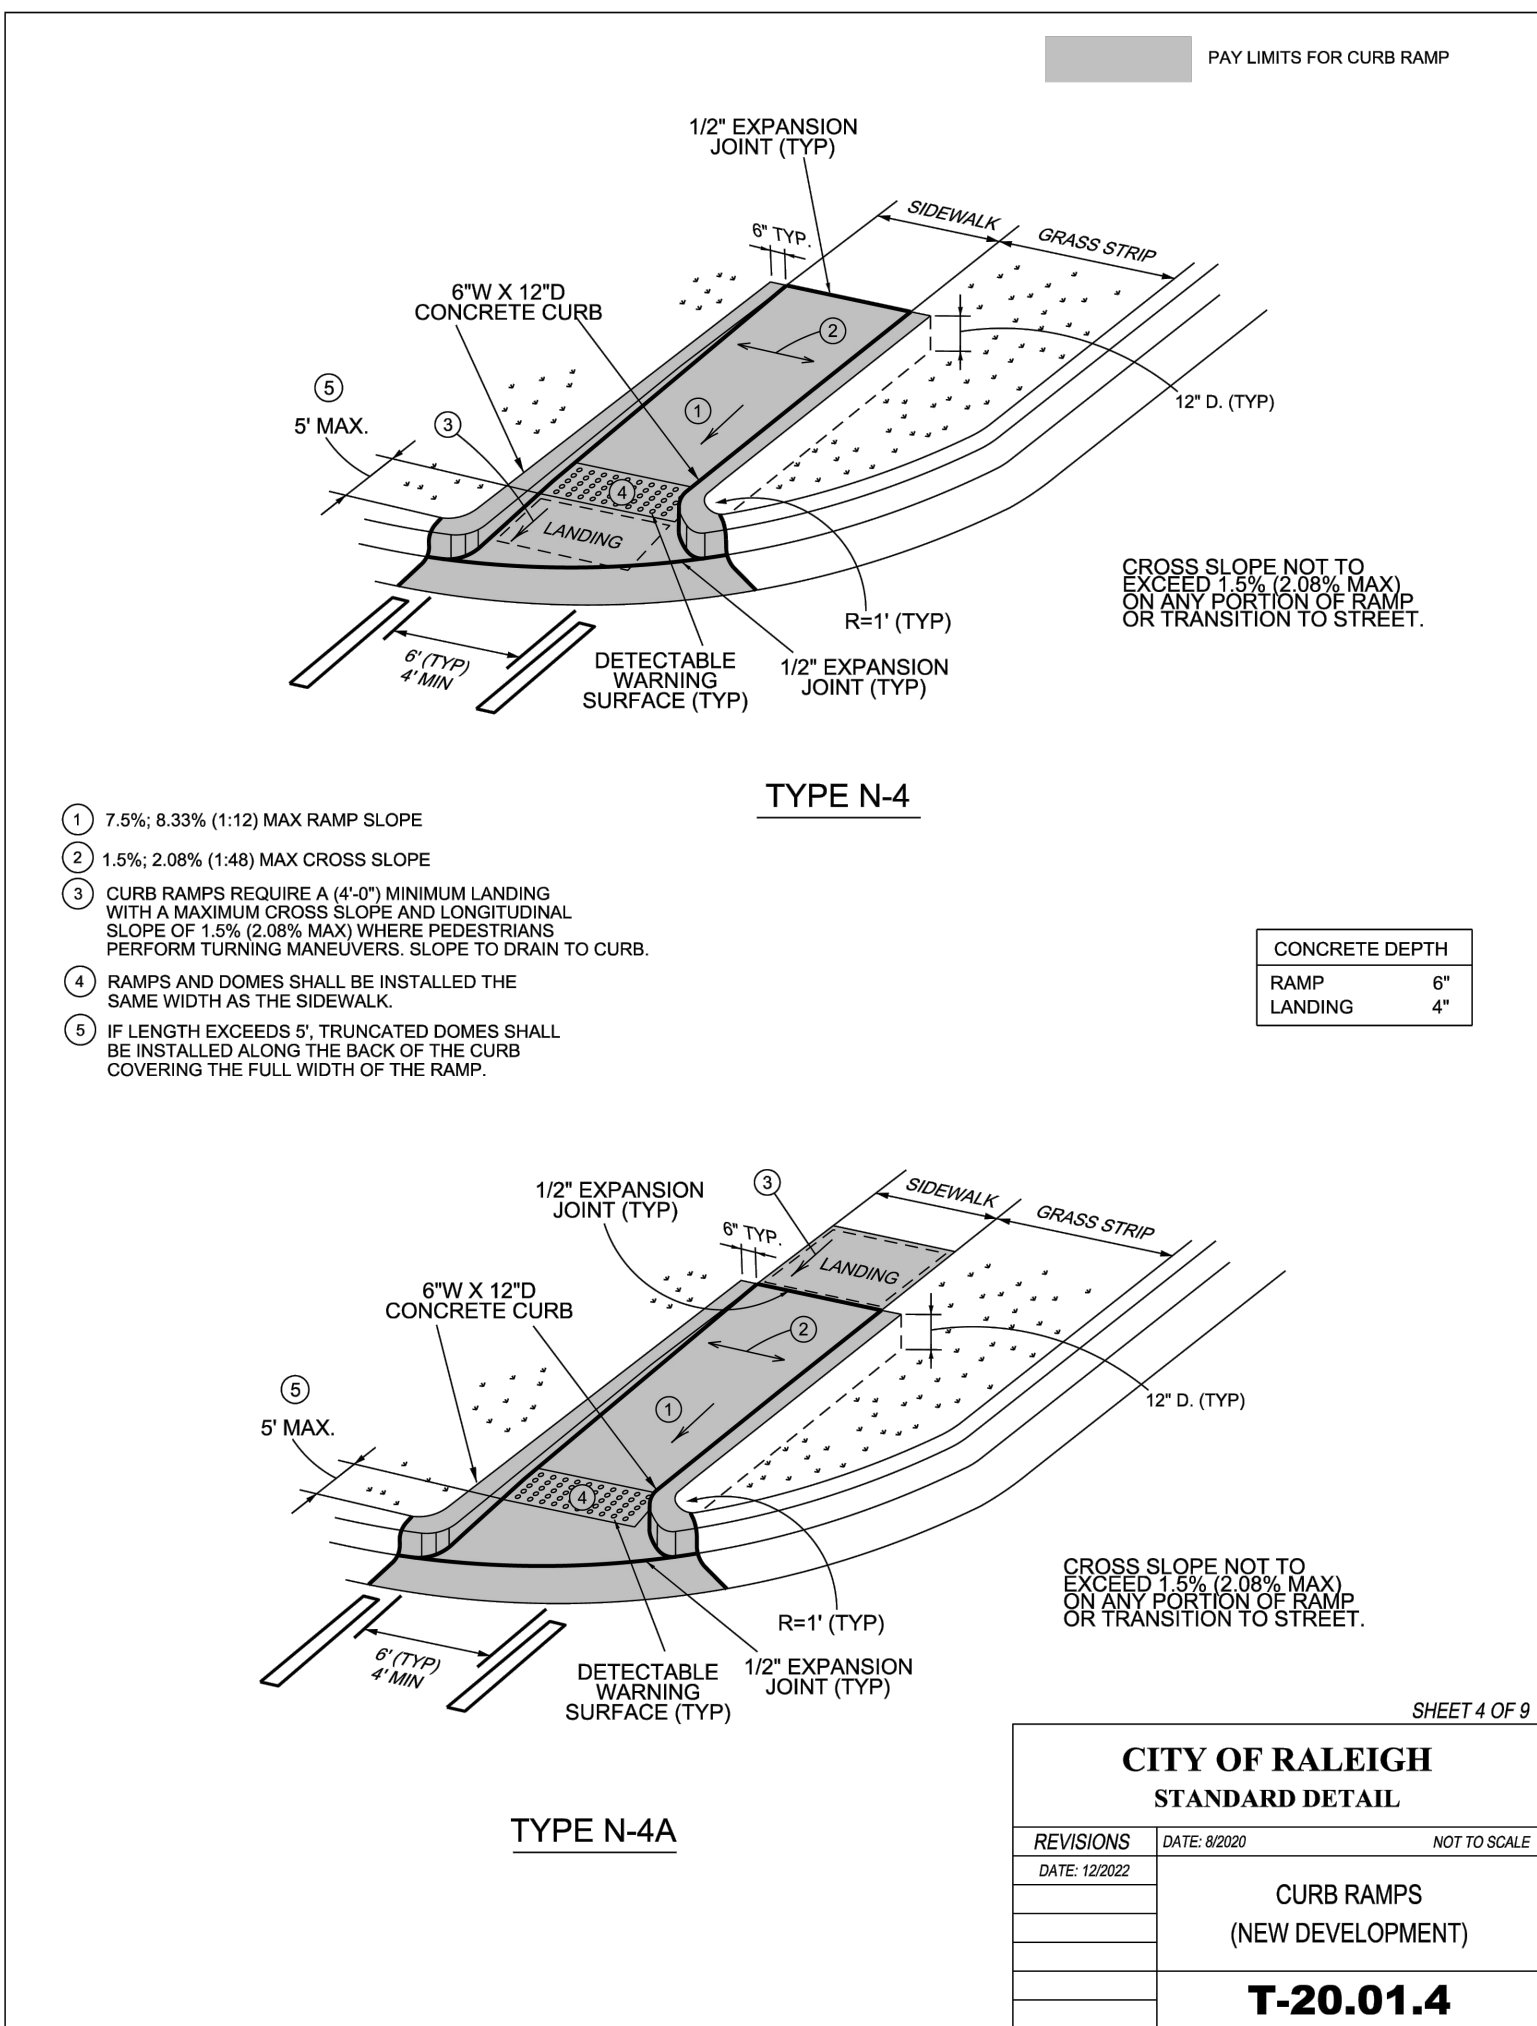 PAY LIMITS FOR CURB RAMP
1/2" EXPANSION
JOINT (TYP)
SIDEWALK
GRASS STRIP
6" TYP.
6"W X 12"D
CONCRETE CURB
2
5
5' MAX.
3
1
12" D. (TYP)
4
LANDING
CROSS SLOPE NOT TO
EXCEED 1.5% (2.08% MAX)
ON ANY PORTION OF RAMP
OR TRANSITION TO STREET.
R=1' (TYP)
6' (TYP)
4' MIN
DETECTABLE
WARNING
SURFACE (TYP)
1/2" EXPANSION
JOINT (TYP)
TYPE N-4
1 7.5%; 8.33% (1:12) MAX RAMP SLOPE
2 1.5%; 2.08% (1:48) MAX CROSS SLOPE
3 CURB RAMPS REQUIRE A (4'-0") MINIMUM LANDING
WITH A MAXIMUM CROSS SLOPE AND LONGITUDINAL
SLOPE OF 1.5% (2.08% MAX) WHERE PEDESTRIANS
PERFORM TURNING MANEUVERS. SLOPE TO DRAIN TO CURB.
4 RAMPS AND DOMES SHALL BE INSTALLED THE
SAME WIDTH AS THE SIDEWALK.
5 IF LENGTH EXCEEDS 5', TRUNCATED DOMES SHALL
BE INSTALLED ALONG THE BACK OF THE CURB
COVERING THE FULL WIDTH OF THE RAMP.
CONCRETE DEPTH
RAMP 6"
LANDING 4"
1/2" EXPANSION
JOINT (TYP)
3
SIDEWALK
GRASS STRIP
6" TYP.
LANDING
6"W X 12"D
CONCRETE CURB
2
5
5' MAX.
1
12" D. (TYP)
4
CROSS SLOPE NOT TO
EXCEED 1.5% (2.08% MAX)
ON ANY PORTION OF RAMP
OR TRANSITION TO STREET.
R=1' (TYP)
6' (TYP)
4' MIN
DETECTABLE
WARNING
SURFACE (TYP)
1/2" EXPANSION
JOINT (TYP)
TYPE N-4A
SHEET 4 OF 9
CITY OF RALEIGH
STANDARD DETAIL
REVISIONS
DATE: 8/2020 NOT TO SCALE
DATE: 12/2022
CURB RAMPS
(NEW DEVELOPMENT)
T-20.01.4